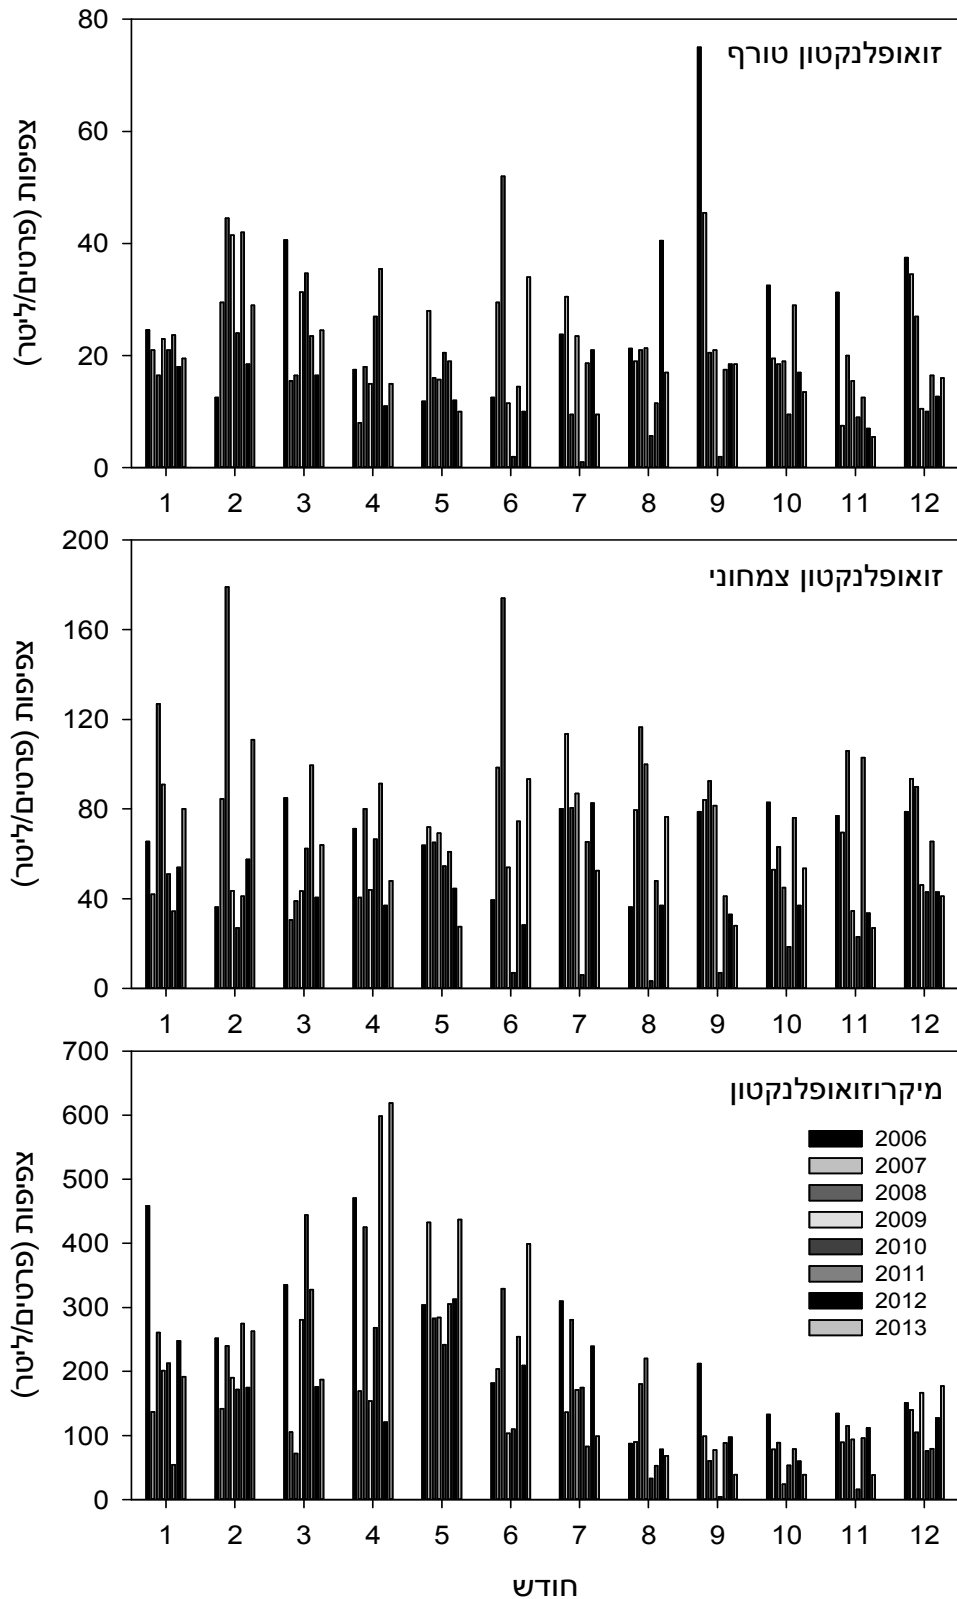 זואופלנקטון טורף
צפיפות (פרטים/ליטר)
80
60
40
20
0
1 2 3 4 5 6 7 8 9 10 11 12
זואופלנקטון צמחוני
צפיפות (פרטים/ליטר)
200
160
120
80
40
0
1 2 3 4 5 6 7 8 9 10 11 12
מיקרוזואופלנקטון
צפיפות (פרטים/ליטר)
700
600
500
400
300
200
100
0
2006
2007
2008
2009
2010
2011
2012
2013
1 2 3 4 5 6 7 8 9 10 11 12
חודש